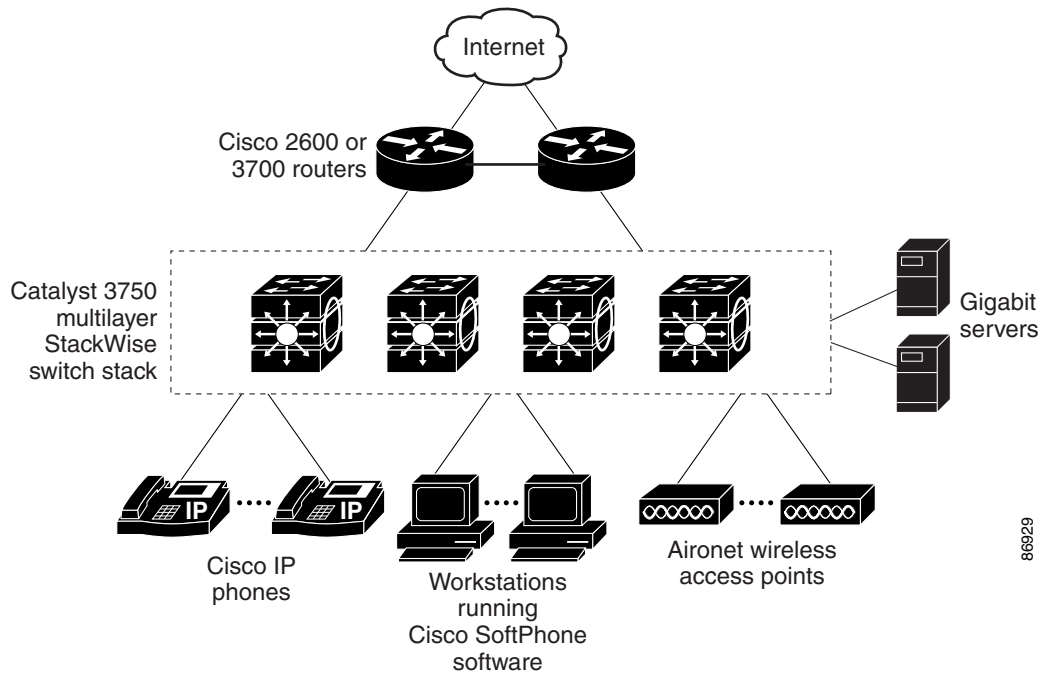 Internet
Cisco 2600 or
3700 routers
Catalyst 3750
multilayer
StackWise
switch stack
Gigabit
servers
IP
IP
Cisco IP
phones
Workstations
running
Cisco SoftPhone
software
Aironet wireless
access points
86929